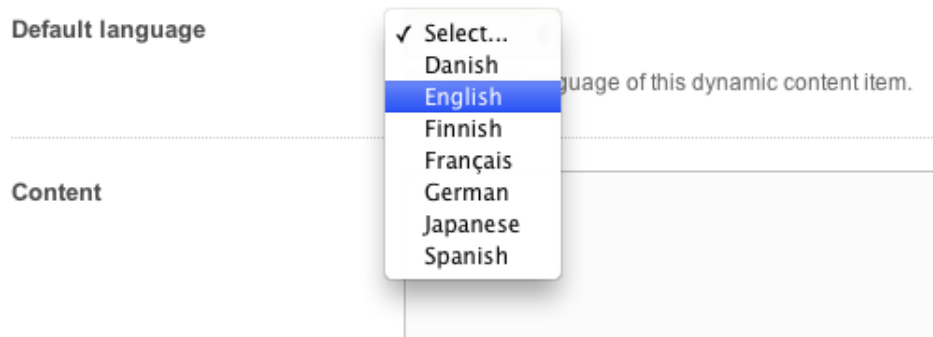 Default language
✓ Select...
Danish
English
guage of this dynamic content item.
Finnish
Français
Content
German
Japanese
Spanish